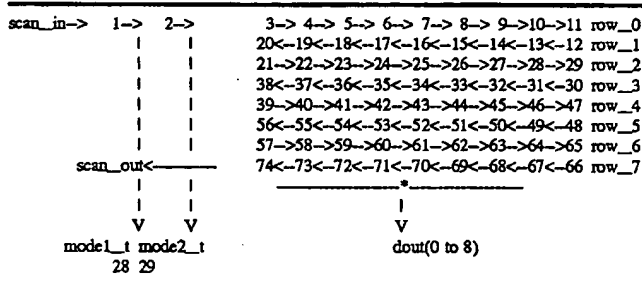 scan_in--> 1--> 2--> 3--> 4--> 5--> 6--> 7--> 8--> 9-->10-->11 row_0
20<--19<--18<--17<--16<--15<--14<--13<--12 row_1
21-->22-->23-->24-->25-->26-->27-->28-->29 row_2
38<--37<--36<--35<--34<--33<--32<--31<--30 row_3
39-->40-->41-->42-->43-->44-->45-->46-->47 row_4
56<--55<--54<--53<--52<--51<--50<--49<--48 row_5
57-->58-->59-->60-->61-->62-->63-->64-->65 row_6
scan_out<-------- 74<--73<--72<--71<--70<--69<--68<--67<--66 row_7
*
V V V
mode1_t mode2_t dout(0 to 8)
28 29